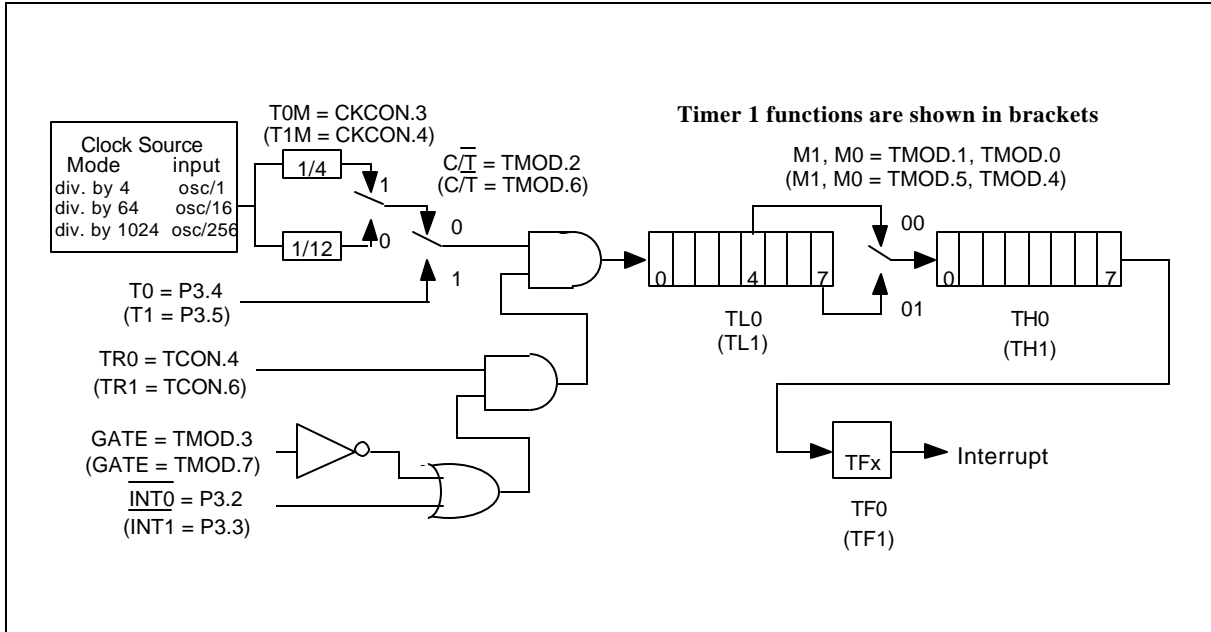 Timer 1 functions are shown in brackets
T0M = CKCON.3
(T1M = CKCON.4)
Clock Source
Mode input
div. by 4 osc/1
div. by 64 osc/16
div. by 1024 osc/256
1/4
1/12
1
0
C/T̅ = TMOD.2
(C/T̅ = TMOD.6)
0
1
T0 = P3.4
(T1 = P3.5)
TR0 = TCON.4
(TR1 = TCON.6)
GATE = TMOD.3
(GATE = TMOD.7)
I̅N̅T̅0̅ = P3.2
(I̅N̅T̅1̅ = P3.3)
M1, M0 = TMOD.1, TMOD.0
(M1, M0 = TMOD.5, TMOD.4)
0 4 7
TL0
(TL1)
00
01
0 7
TH0
(TH1)
TFx
Interrupt
TF0
(TF1)